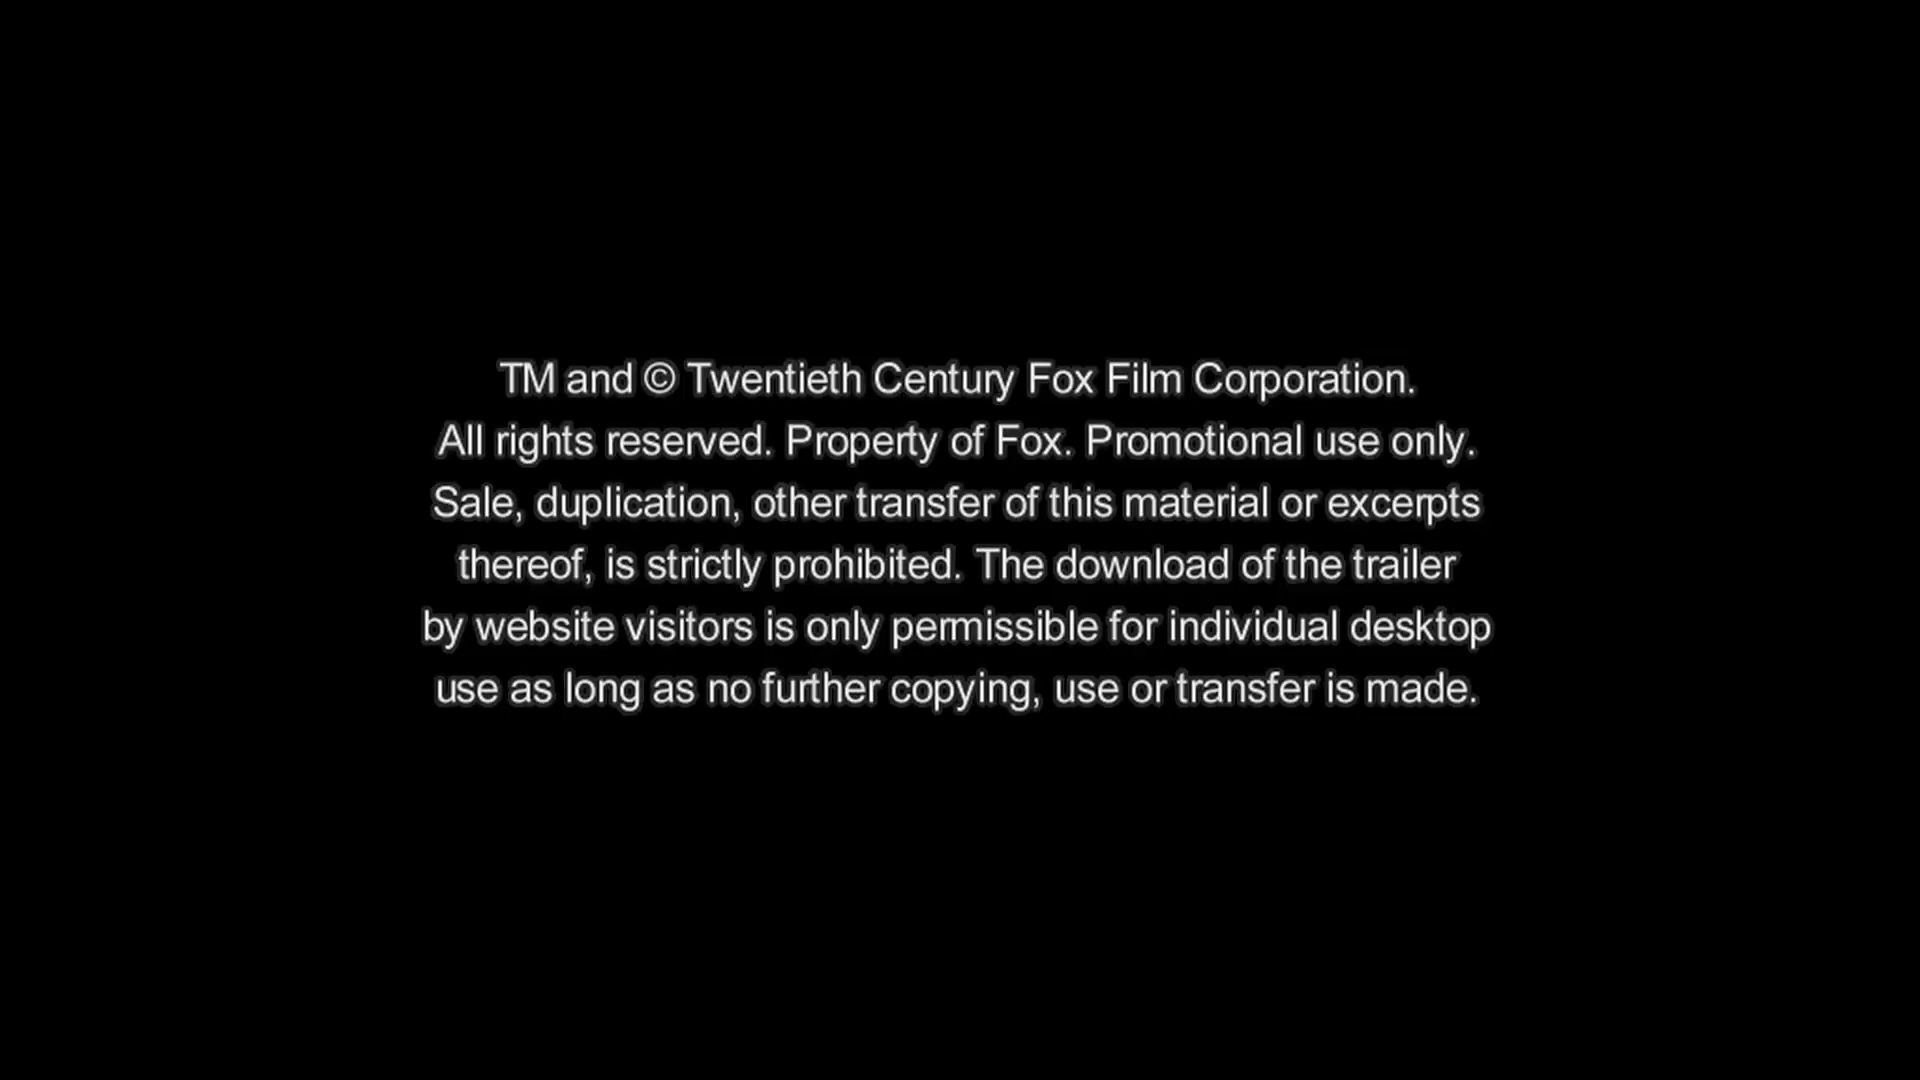 TM and © Twentieth Century Fox Film Corporation.
All rights reserved. Property of Fox. Promotional use only.
Sale, duplication, other transfer of this material or excerpts
thereof, is strictly prohibited. The download of the trailer
by website visitors is only permissible for individual desktop
use as long as no further copying, use or transfer is made.